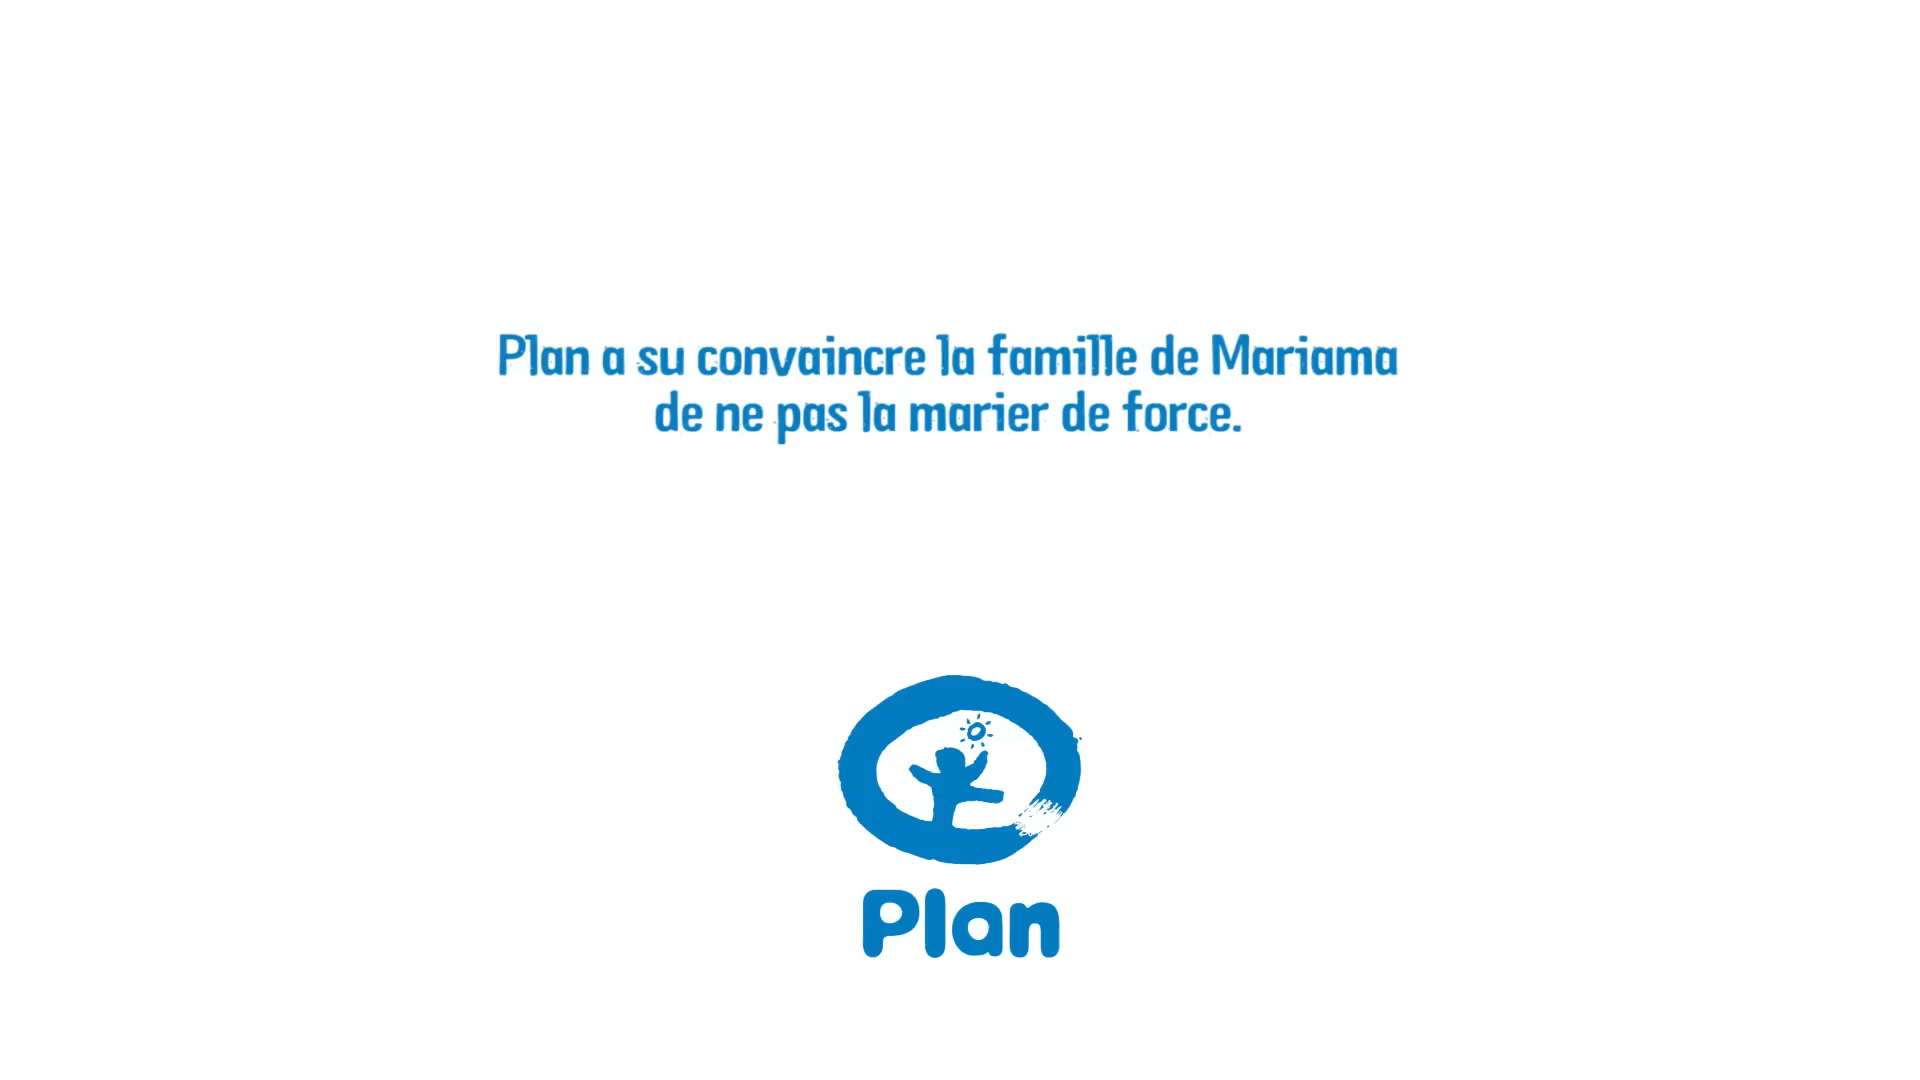 Plan a su convaincre la famille de Mariama
de ne pas la marier de force.
Plan